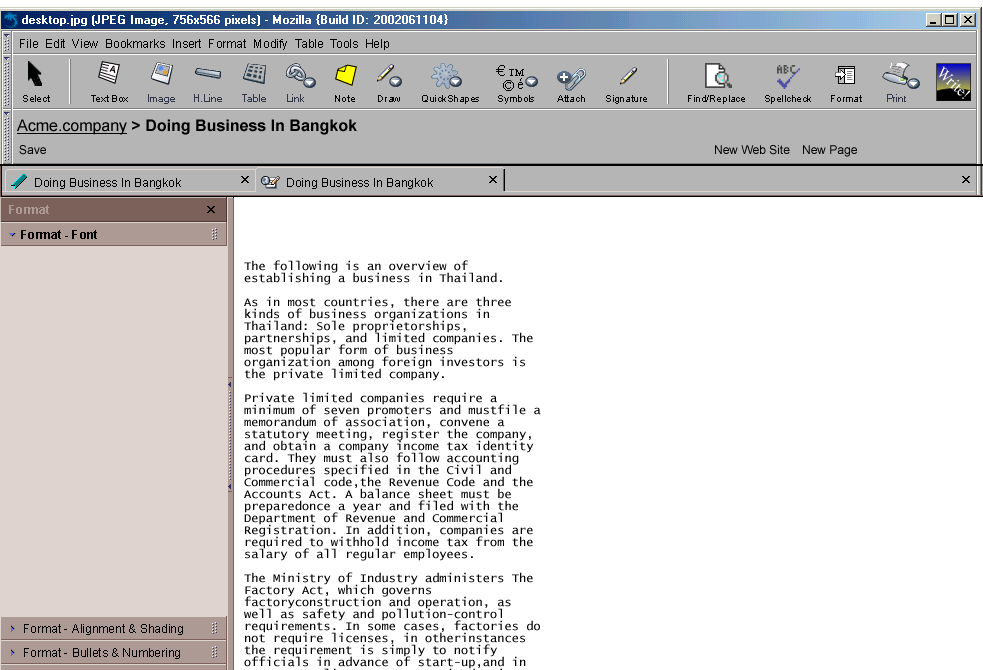 desktop.jpg (JPEG Image, 756x566 pixels) - Mozilla {Build ID: 2002061104}
File Edit View Bookmarks Insert Format Modify Table Tools Help
€ TM
© é
ABC
Write!
Select Text Box Image H.Line Table Link Note Draw QuickShapes Symbols Attach Signature Find/Replace Spellcheck Format Print
Acme.company > Doing Business In Bangkok
Save New Web Site New Page
Doing Business In Bangkok Doing Business In Bangkok
Format
Format - Font
The following is an overview of
establishing a business in Thailand.
As in most countries, there are three
kinds of business organizations in
Thailand: Sole proprietorships,
partnerships, and limited companies. The
most popular form of business
organization among foreign investors is
the private limited company.
Private limited companies require a
minimum of seven promoters and mustfile a
memorandum of association, convene a
statutory meeting, register the company,
and obtain a company income tax identity
card. They must also follow accounting
procedures specified in the Civil and
Commercial code,the Revenue Code and the
Accounts Act. A balance sheet must be
preparedonce a year and filed with the
Department of Revenue and Commercial
Registration. In addition, companies are
required to withhold income tax from the
salary of all regular employees.
The Ministry of Industry administers The
Factory Act, which governs
factoryconstruction and operation, as
well as safety and pollution-control
requirements. In some cases, factories do
not require licenses, in otherinstances
the requirement is simply to notify
officials in advance of start-up,and in
Format - Alignment & Shading
Format - Bullets & Numbering